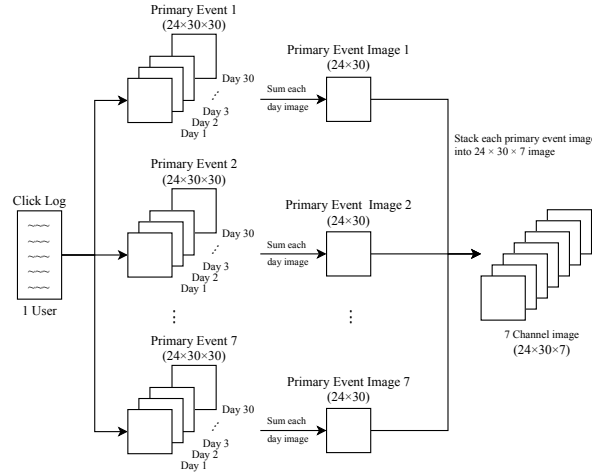 Primary Event 1
(24×30×30)
Day 30
⋰
Day 3
Day 2
Day 1
Sum each
day image
Primary Event Image 1
(24×30)
Stack each primary event image
into 24 × 30 × 7 image
Click Log
~~~
~~~
~~~
~~~
~~~
1 User
Primary Event 2
(24×30×30)
Day 30
⋰
Day 3
Day 2
Day 1
Sum each
day image
Primary Event Image 2
(24×30)
⋮
⋮
7 Channel image
(24×30×7)
Primary Event 7
(24×30×30)
Day 30
⋰
Day 3
Day 2
Day 1
Sum each
day image
Primary Event Image 7
(24×30)